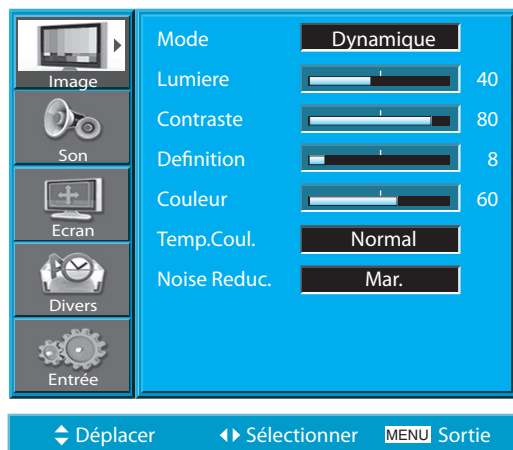 Image
Son
Ecran
Divers
Entrée
Mode Dynamique
Lumiere 40
Contraste 80
Definition 8
Couleur 60
Temp.Coul. Normal
Noise Reduc. Mar.
Déplacer Sélectionner MENU Sortie